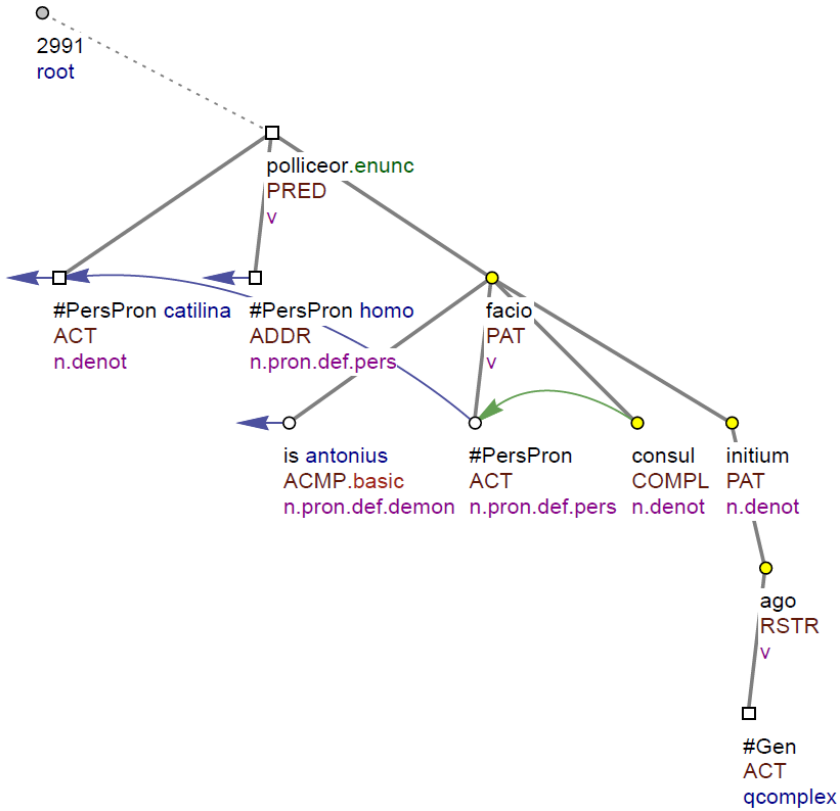 2991
root
polliceor.enunc
PRED
v
#PersPron catilina
ACT
n.denot
#PersPron homo
ADDR
n.pron.def.pers
facio
PAT
v
is antonius
ACMP.basic
n.pron.def.demon
#PersPron
ACT
n.pron.def.pers
consul
COMPL
n.denot
initium
PAT
n.denot
ago
RSTR
v
#Gen
ACT
qcomplex